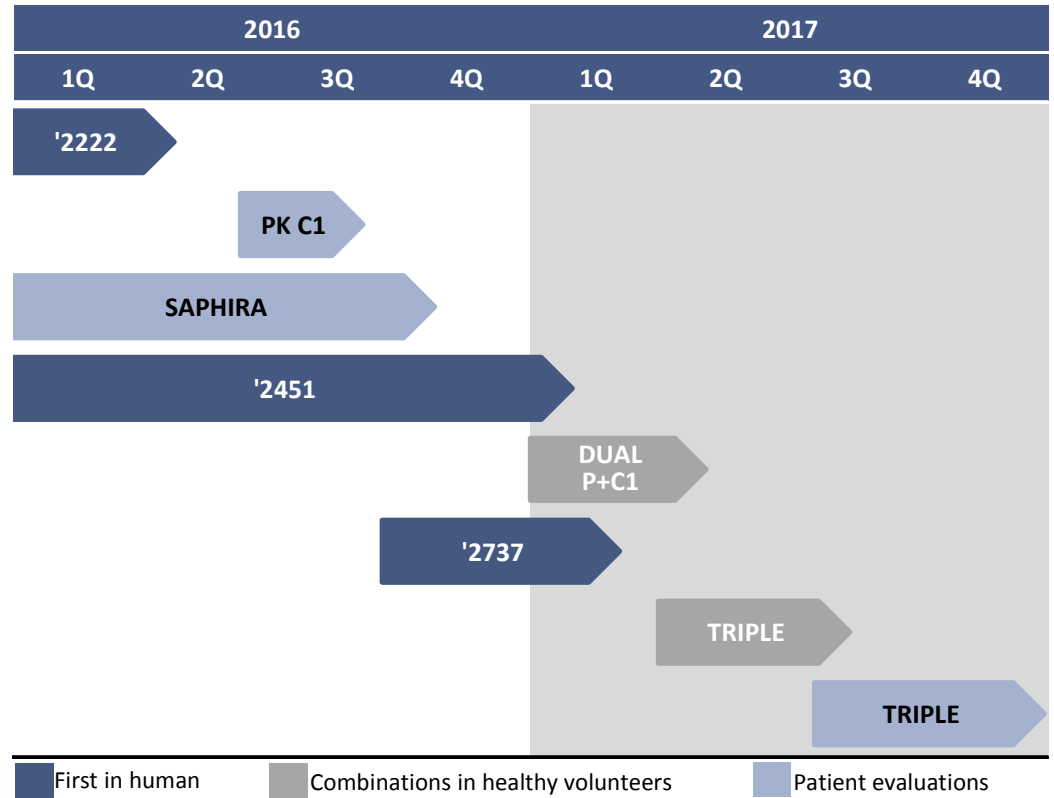 2016 2017
1Q 2Q 3Q 4Q 1Q 2Q 3Q 4Q
'2222
PK C1
SAPHIRA
'2451
DUAL
P+C1
'2737
TRIPLE
TRIPLE
First in human Combinations in healthy volunteers Patient evaluations